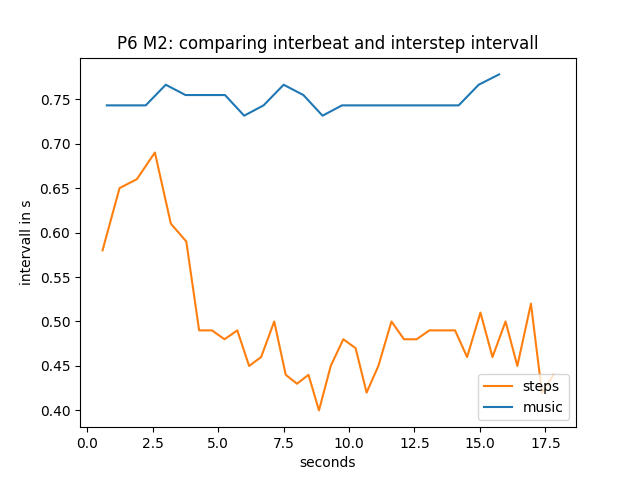 P6 M2: comparing interbeat and interstep intervall
0.75
0.70
0.65
0.60
0.55
0.50
0.45
0.40
intervall in s
0.0 2.5 5.0 7.5 10.0 12.5 15.0 17.5
seconds
steps
music